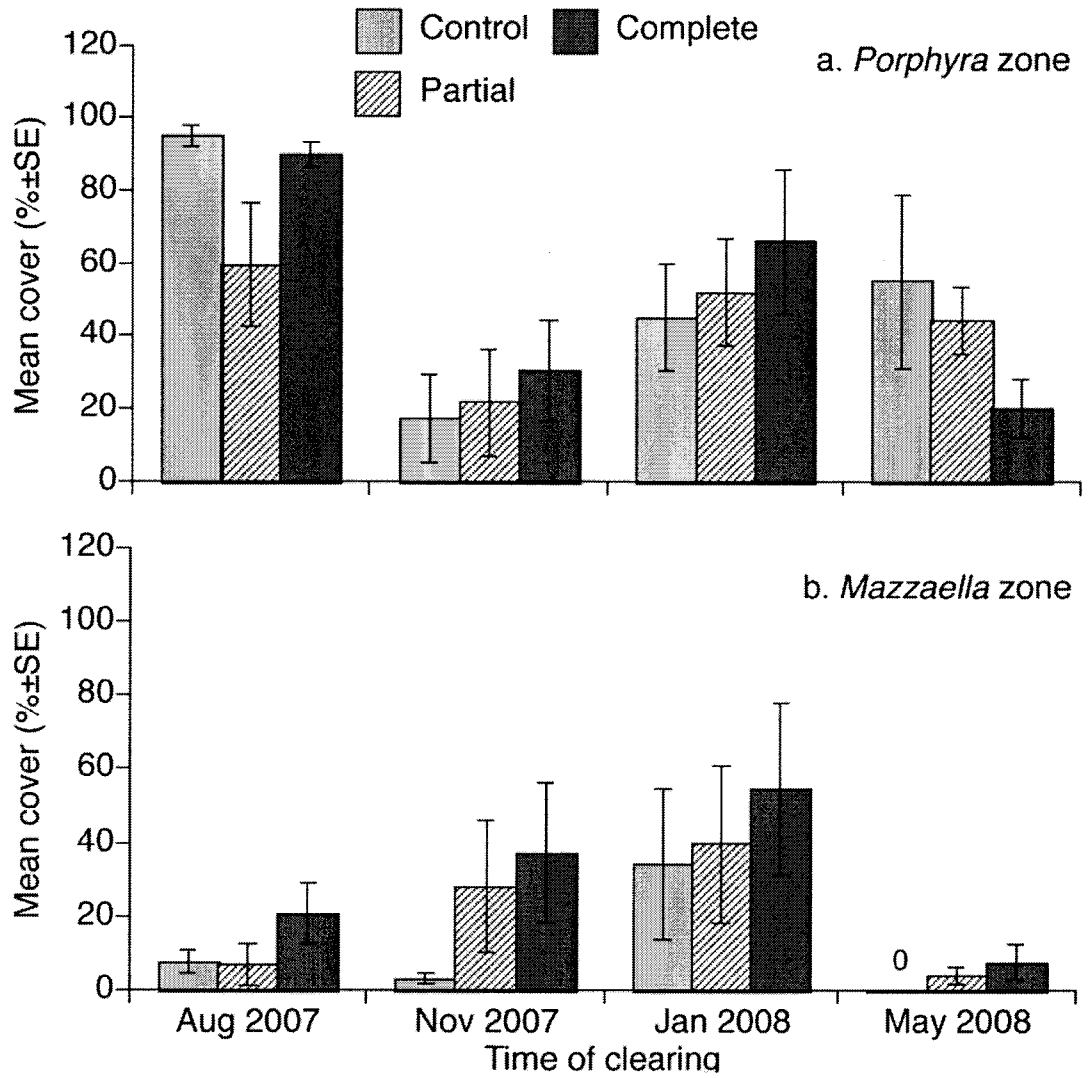 Control Complete
Partial
a. Porphyra zone
Mean cover (%±SE)
120
100
80
60
40
20
0
b. Mazzaella zone
Mean cover (%±SE)
120
100
80
60
40
20
0
0
Aug 2007 Nov 2007 Jan 2008 May 2008
Time of clearing